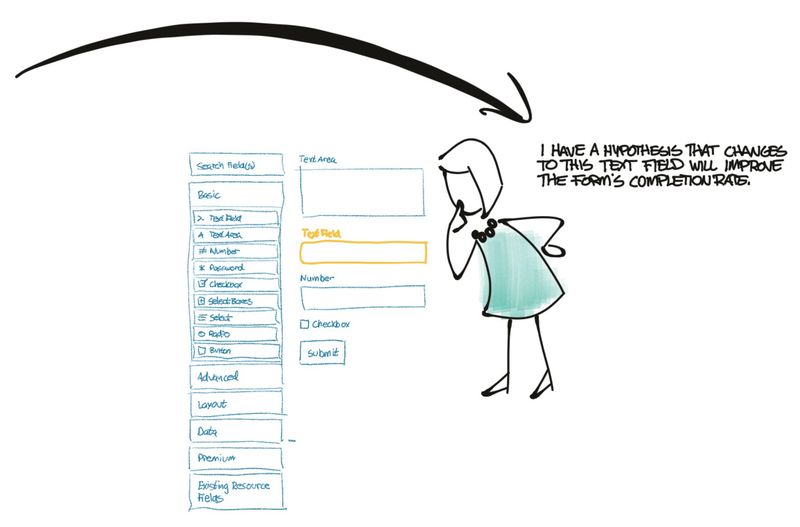 I HAVE A HYPOTHESIS THAT CHANGES
TO THIS TEXT FIELD WILL IMPROVE
THE FORM'S COMPLETION RATE.
Search Field(s)
Basic
>_ Text Field
A Text Area
# Number
* Password
Checkbox
Select Boxes
Select
Radio
Button
Advanced
Layout
Data
Premium
Existing Resource
Fields
Text Area
Text Field
Number
Checkbox
Submit